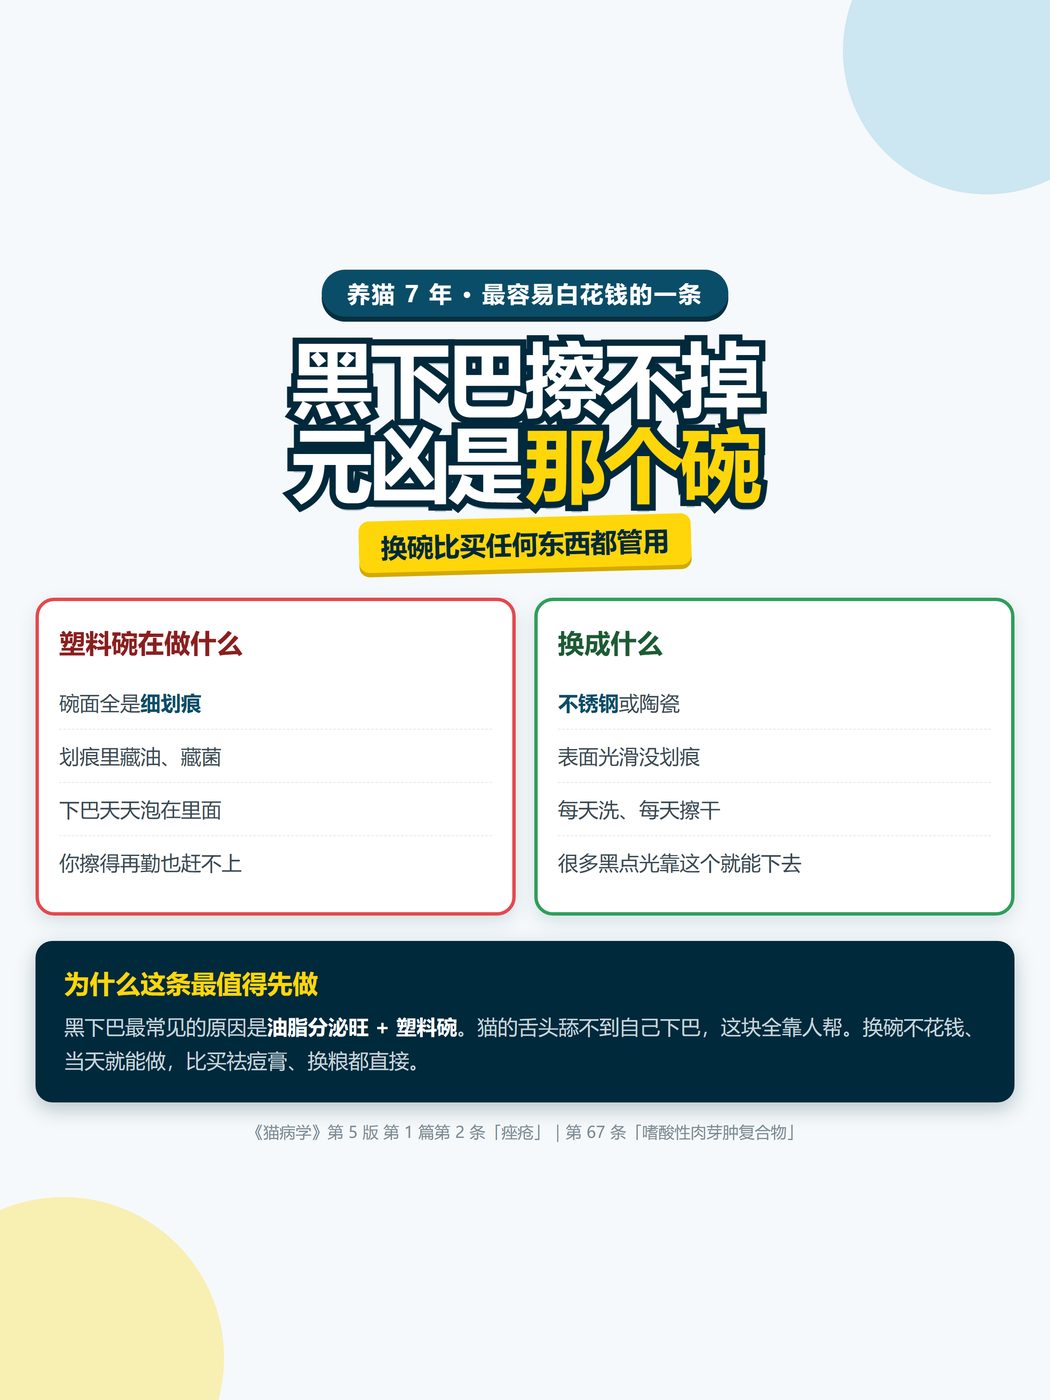 养猫 7 年 · 最容易白花钱的一条
黑下巴擦不掉
元凶是那个碗
换碗比买任何东西都管用
塑料碗在做什么
碗面全是细划痕
划痕里藏油、藏菌
下巴天天泡在里面
你擦得再勤也赶不上
换成什么
不锈钢或陶瓷
表面光滑没划痕
每天洗、每天擦干
很多黑点光靠这个就能下去
为什么这条最值得先做
黑下巴最常见的原因是油脂分泌旺 + 塑料碗。猫的舌头舔不到自己下巴，这块全靠人帮。换碗不花钱、
当天就能做，比买祛痘膏、换粮都直接。
《猫病学》第 5 版 第 1 篇第 2 条「痤疮」 | 第 67 条「嗜酸性肉芽肿复合物」